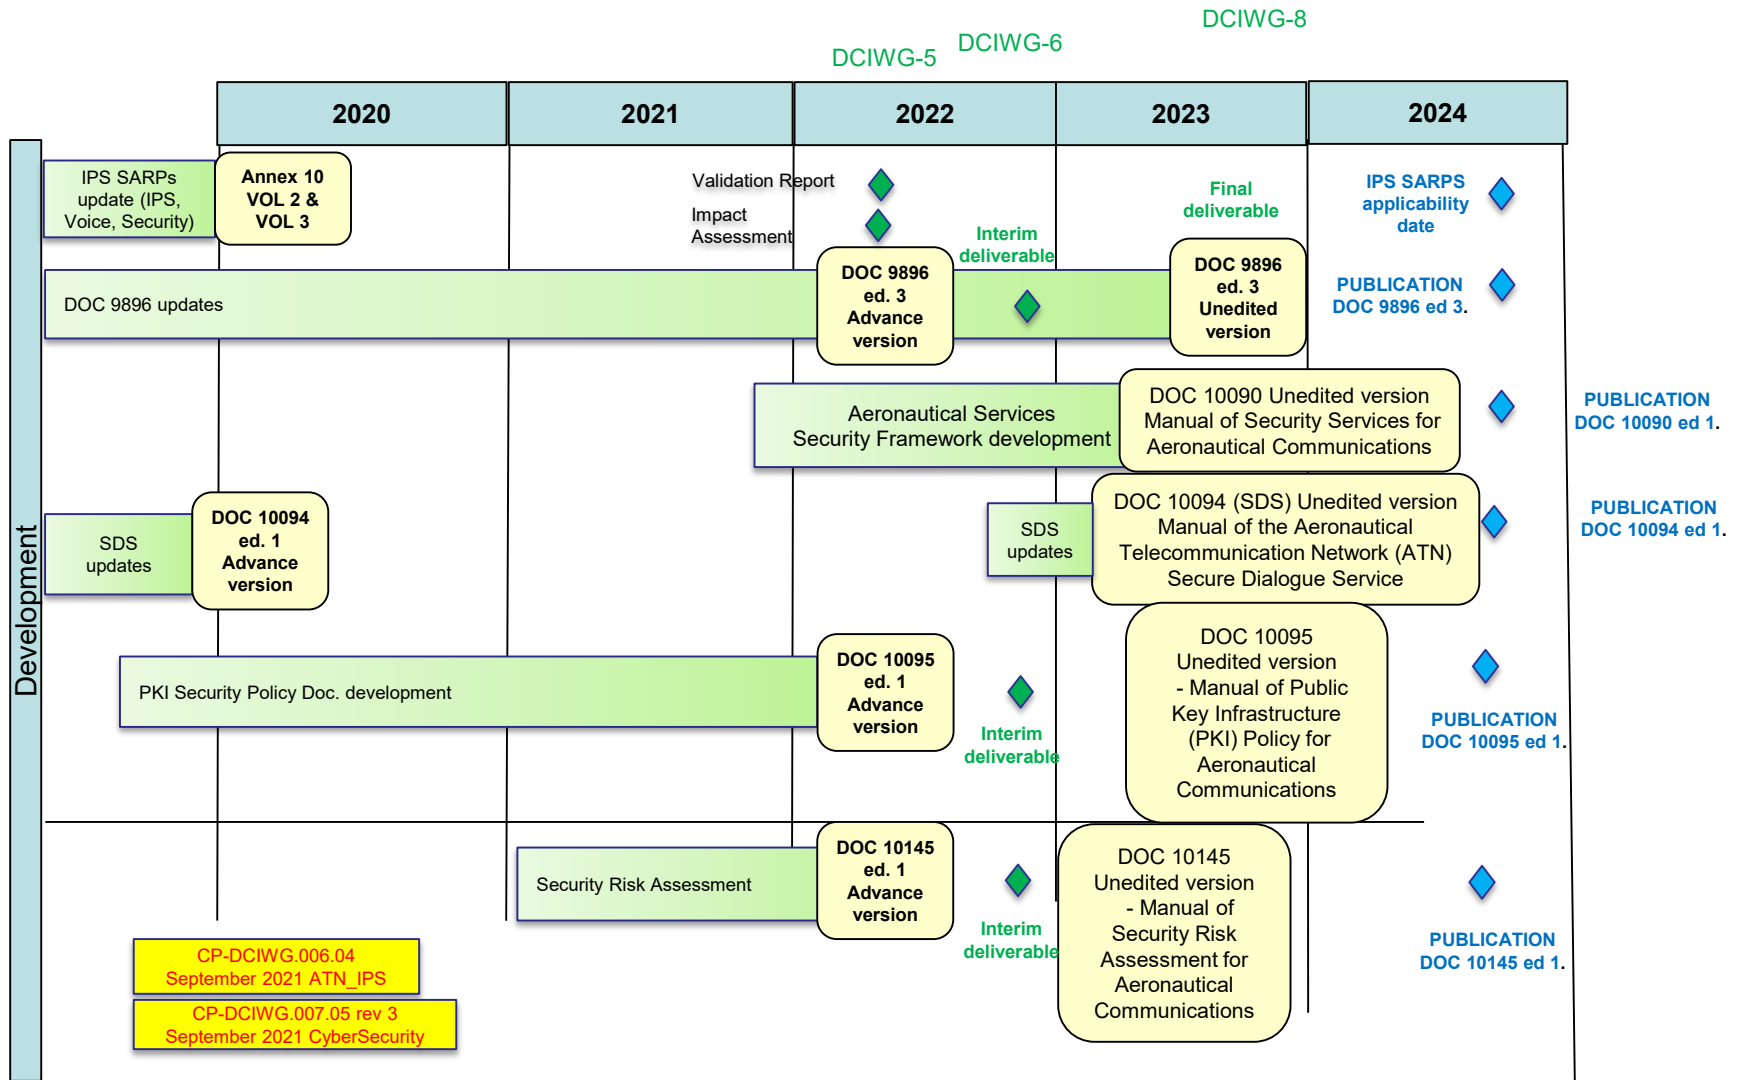 DCIWG-8
DCIWG-6
DCIWG-5
2020
2021
2022
2023
2024
Development
IPS SARPs
update (IPS,
Voice, Security)
Annex 10
VOL 2 &
VOL 3
Validation Report
Impact
Assessment
Interim
deliverable
Final
deliverable
IPS SARPS
applicability
date
DOC 9896 updates
DOC 9896
ed. 3
Advance
version
DOC 9896
ed. 3
Unedited
version
PUBLICATION
DOC 9896 ed 3.
Aeronautical Services
Security Framework development
DOC 10090 Unedited version
Manual of Security Services for
Aeronautical Communications
PUBLICATION
DOC 10090 ed 1.
SDS
updates
DOC 10094
ed. 1
Advance
version
SDS
updates
DOC 10094 (SDS) Unedited version
Manual of the Aeronautical
Telecommunication Network (ATN)
Secure Dialogue Service
PUBLICATION
DOC 10094 ed 1.
PKI Security Policy Doc. development
DOC 10095
ed. 1
Advance
version
Interim
deliverable
DOC 10095
Unedited version
- Manual of Public
Key Infrastructure
(PKI) Policy for
Aeronautical
Communications
PUBLICATION
DOC 10095 ed 1.
Security Risk Assessment
DOC 10145
ed. 1
Advance
version
Interim
deliverable
DOC 10145
Unedited version
- Manual of
Security Risk
Assessment for
Aeronautical
Communications
PUBLICATION
DOC 10145 ed 1.
CP-DCIWG.006.04
September 2021 ATN_IPS
CP-DCIWG.007.05 rev 3
September 2021 CyberSecurity